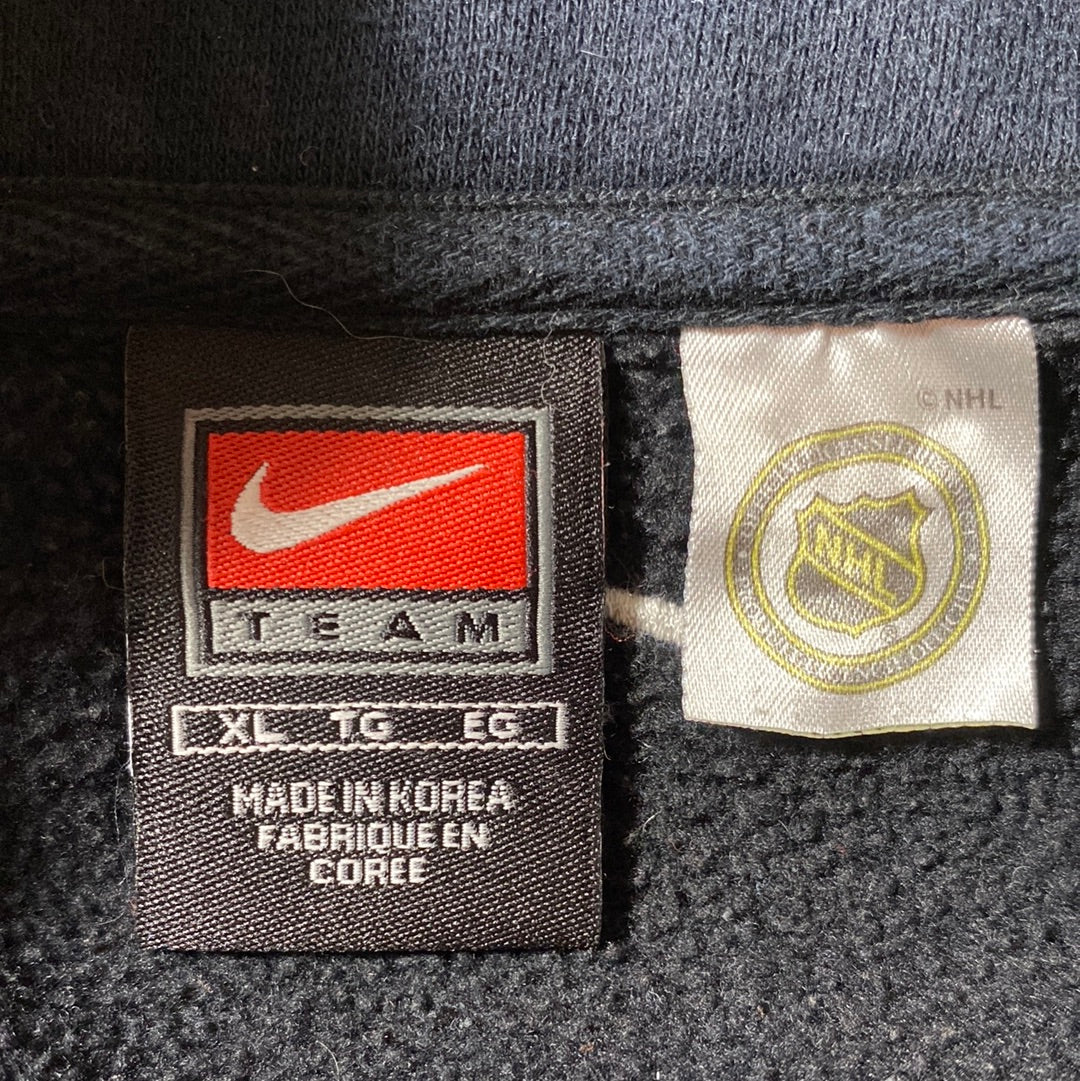 TEAM
XL TG EG
MADE IN KOREA
FABRIQUE EN
COREE
© NHL
NHL